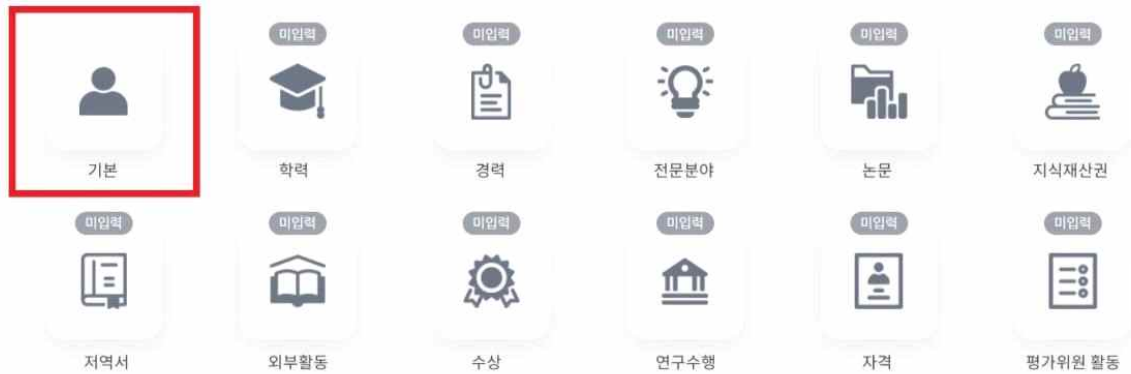 미입력 미입력 미입력 미입력 미입력
기본 학력 경력 전문분야 논문 지식재산권
미입력 미입력 미입력 미입력 미입력 미입력
저역서 외부활동 수상 연구수행 자격 평가위원 활동